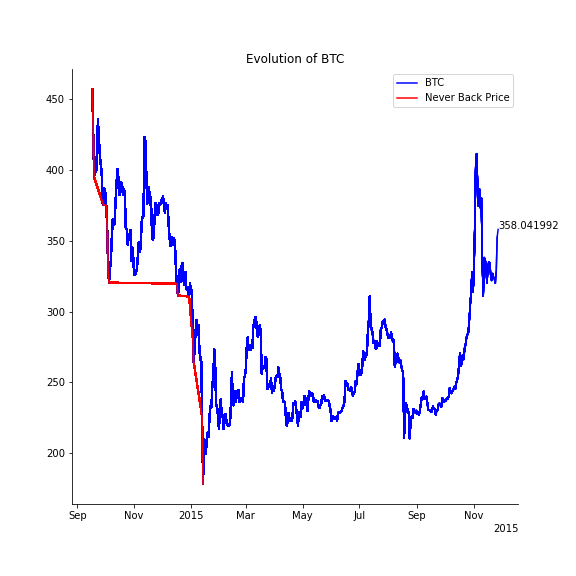 Evolution of BTC
BTC
Never Back Price
450
400
350
300
250
200
358.041992
Sep
Nov
2015
Mar
May
Jul
Sep
Nov
2015